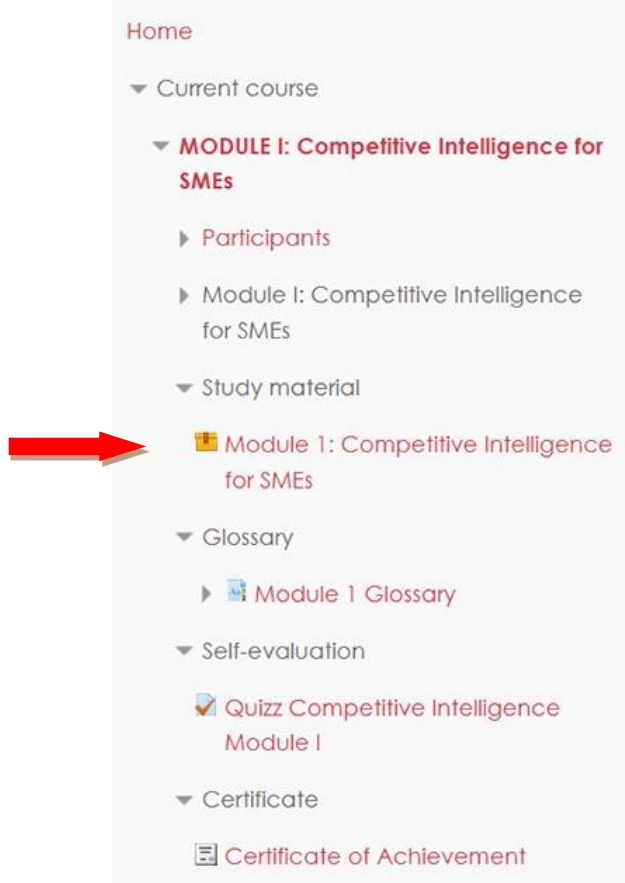 Home
Current course
MODULE I: Competitive Intelligence for
SMEs
Participants
Module I: Competitive Intelligence
for SMEs
Study material
Module 1: Competitive Intelligence
for SMEs
Glossary
Module 1 Glossary
Self-evaluation
Quizz Competitive Intelligence
Module I
Certificate
Certificate of Achievement